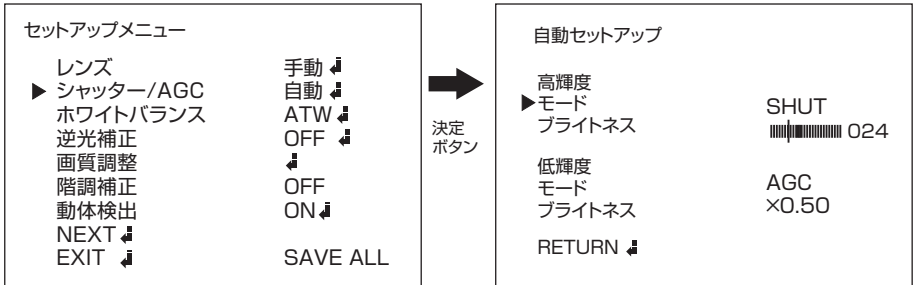 セットアップメニュー
レンズ 手動
シャッター/AGC 自動
ホワイトバランス ATW
逆光補正 OFF
画質調整
階調補正 OFF
動体検出 ON
NEXT
EXIT SAVE ALL
決定
ボタン
自動セットアップ
高輝度
モード SHUT
ブライトネス 024
低輝度
モード AGC
ブライトネス ×0.50
RETURN